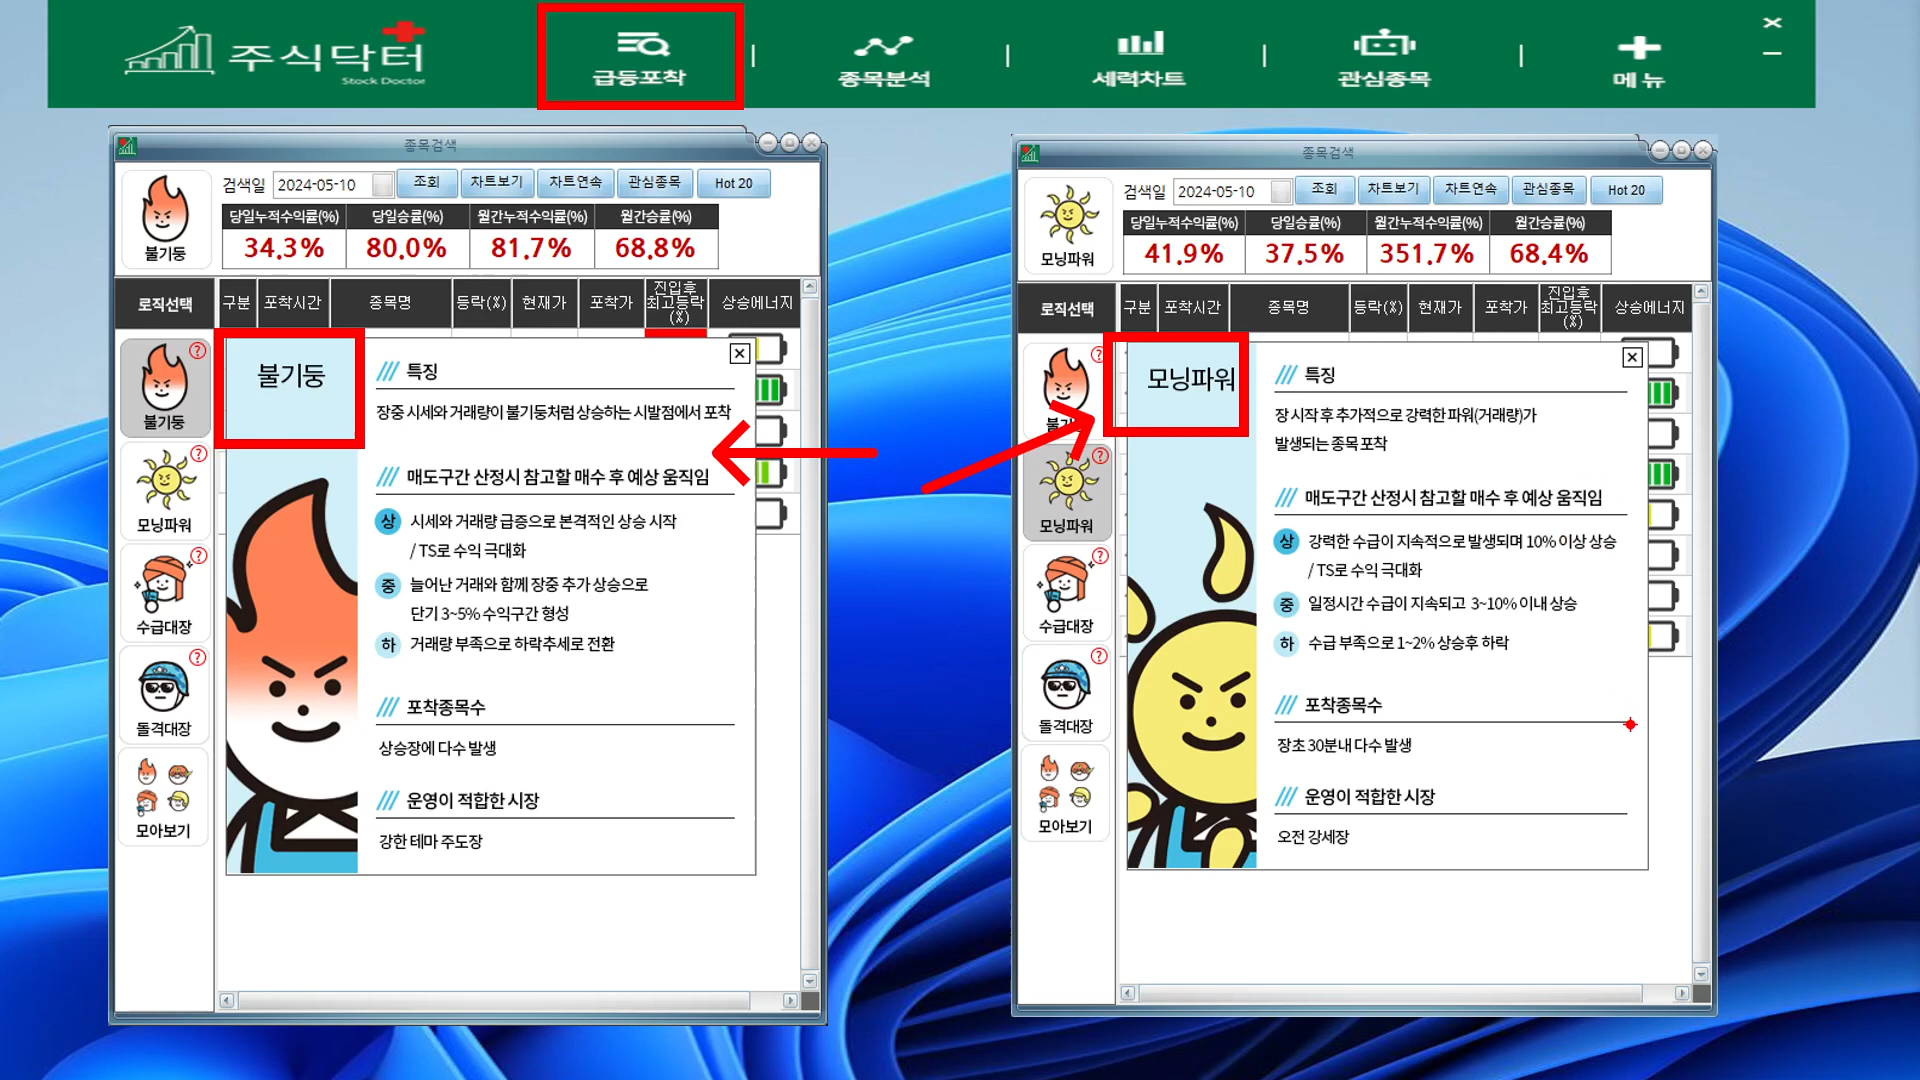 주식닥터
Stock Doctor
급등포착
종목분석
세력차트
관심종목
메뉴
종목검색
불기둥
검색일 2024-05-10 조회 차트보기 차트연속 관심종목 Hot 20
당일누적수익률(%) 당일승률(%) 월간누적수익률(%) 월간승률(%)
34.3% 80.0% 81.7% 68.8%
로직선택 구분 포착시간 종목명 등락(%) 현재가 포착가 진입후 최고등락 (%) 상승에너지
불기둥
모닝파워
수급대장
돌격대장
모아보기
불기둥
/// 특징
장중 시세와 거래량이 불기둥처럼 상승하는 시발점에서 포착
/// 매도구간 산정시 참고할 매수 후 예상 움직임
상 시세와 거래량 급증으로 본격적인 상승 시작
/ TS로 수익 극대화
중 늘어난 거래와 함께 장중 추가 상승으로
단기 3~5% 수익구간 형성
하 거래량 부족으로 하락추세로 전환
/// 포착종목수
상승장에 다수 발생
/// 운영이 적합한 시장
강한 테마 주도장
종목검색
모닝파워
검색일 2024-05-10 조회 차트보기 차트연속 관심종목 Hot 20
당일누적수익률(%) 당일승률(%) 월간누적수익률(%) 월간승률(%)
41.9% 37.5% 351.7% 68.4%
로직선택 구분 포착시간 종목명 등락(%) 현재가 포착가 진입후 최고등락 (%) 상승에너지
모닝파워
수급대장
돌격대장
모아보기
모닝파워
/// 특징
장 시작 후 추가적으로 강력한 파워(거래량)가
발생되는 종목 포착
/// 매도구간 산정시 참고할 매수 후 예상 움직임
상 강력한 수급이 지속적으로 발생되며 10% 이상 상승
/ TS로 수익 극대화
중 일정시간 수급이 지속되고 3~10% 이내 상승
하 수급 부족으로 1~2% 상승후 하락
/// 포착종목수
장초 30분내 다수 발생
/// 운영이 적합한 시장
오전 강세장